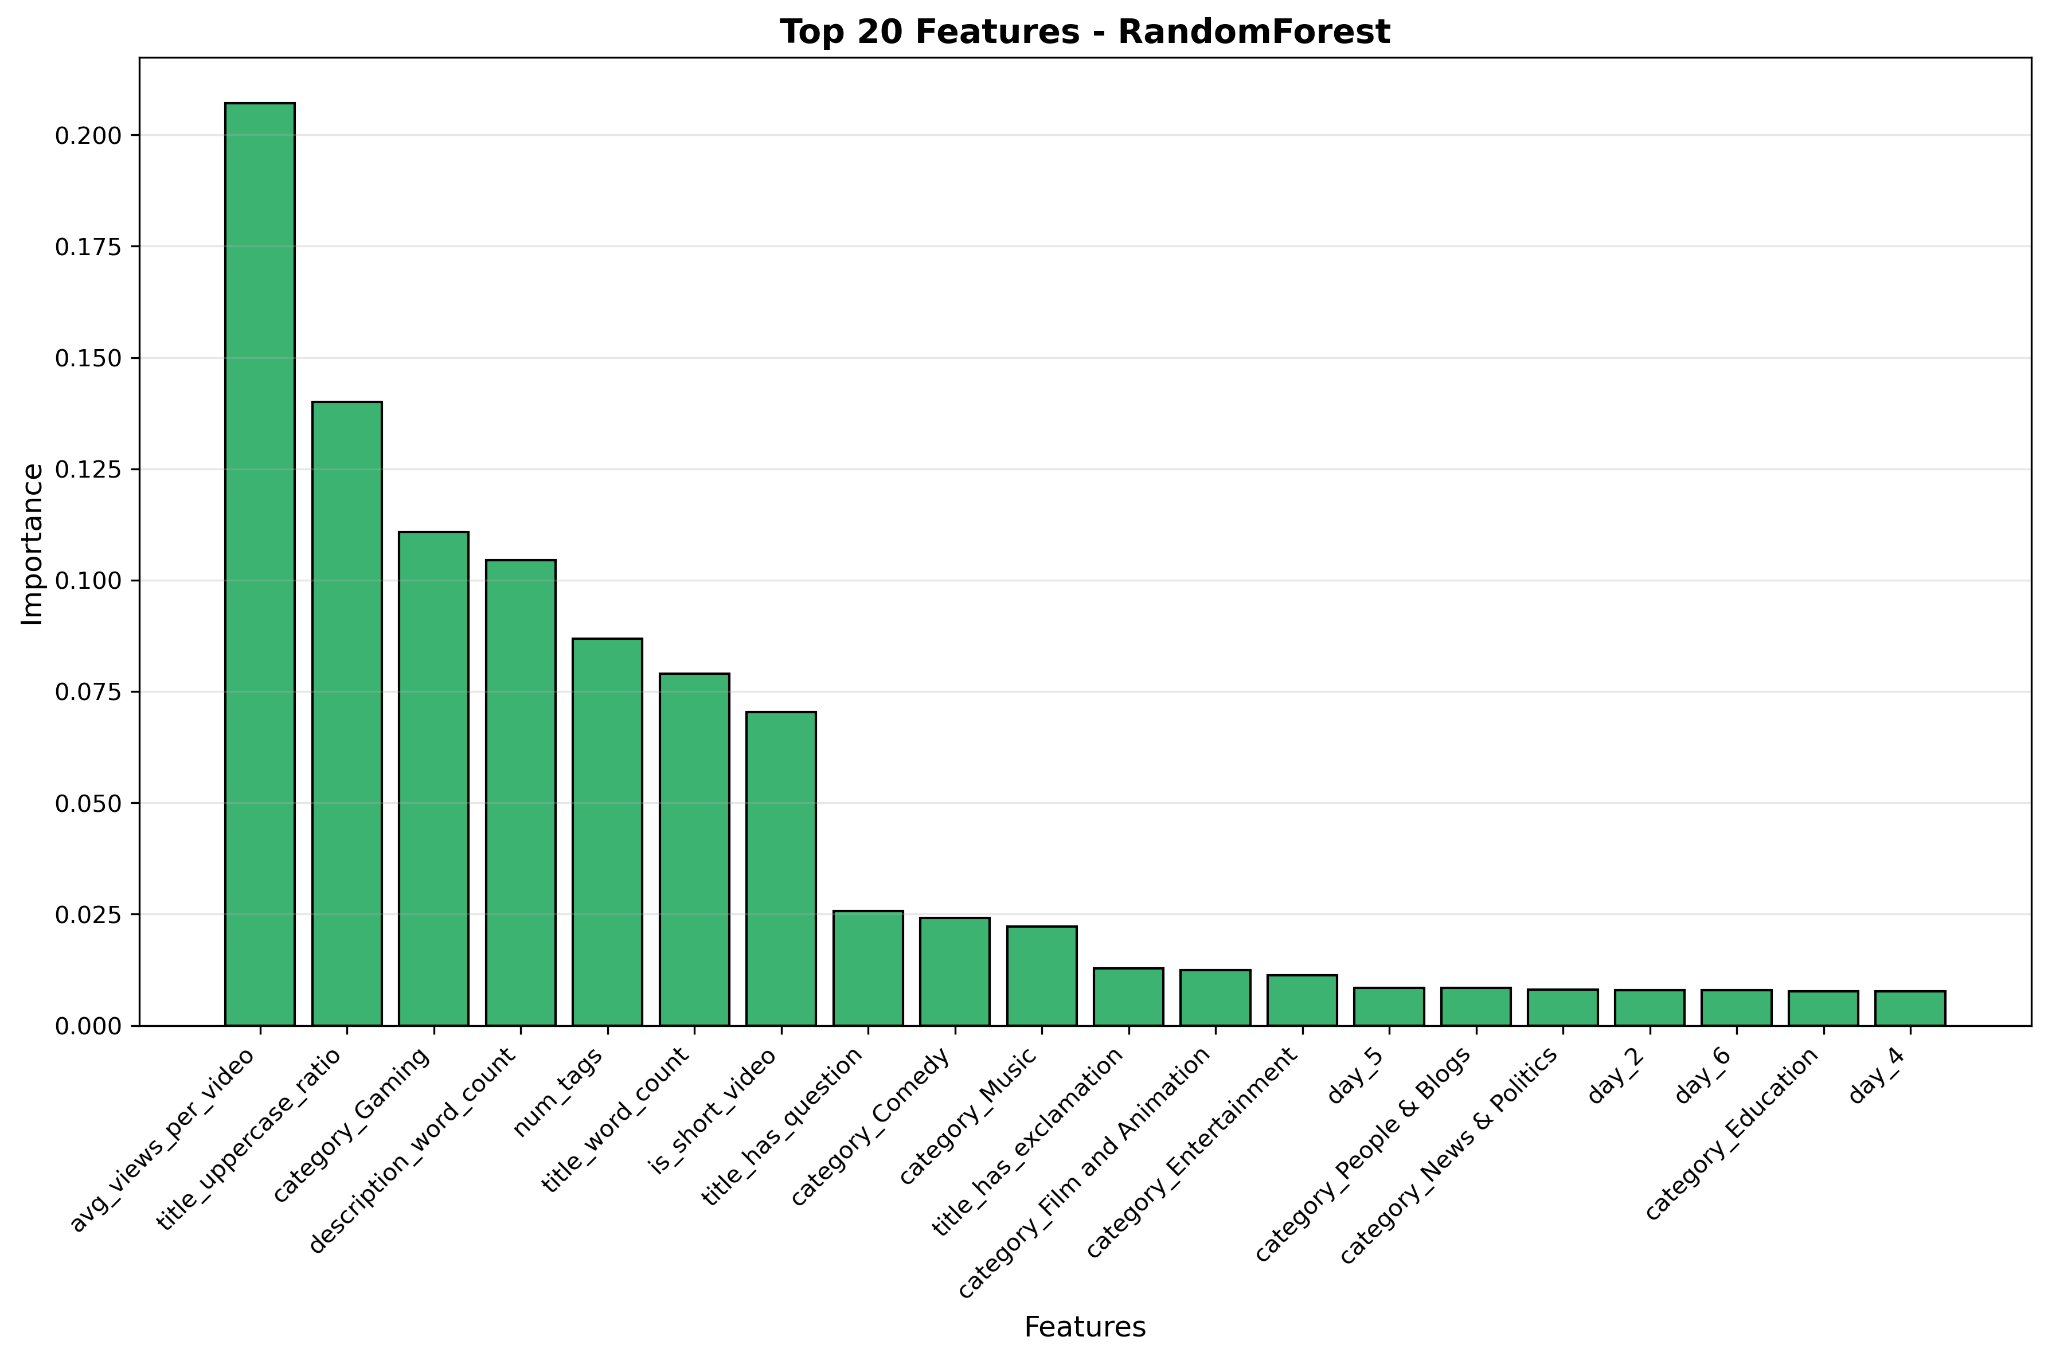 Top 20 Features - RandomForest
Importance
0.200
0.175
0.150
0.125
0.100
0.075
0.050
0.025
0.000
avg_views_per_video
title_uppercase_ratio
category_Gaming
description_word_count
num_tags
title_word_count
is_short_video
title_has_question
category_Comedy
category_Music
title_has_exclamation
category_Film and Animation
category_Entertainment
day_5
category_People & Blogs
category_News & Politics
day_2
day_6
category_Education
day_4
Features